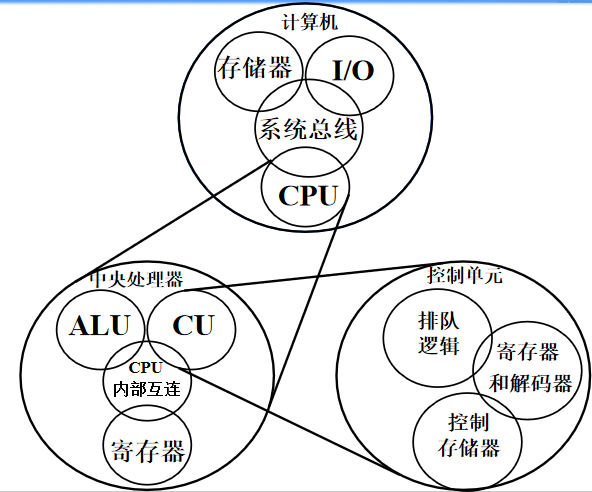 计算机
存储器
I/O
系统总线
CPU
中央处理器
ALU
CU
CPU
内部互连
寄存器
控制单元
排队
逻辑
寄存器
和解码器
控制
存储器